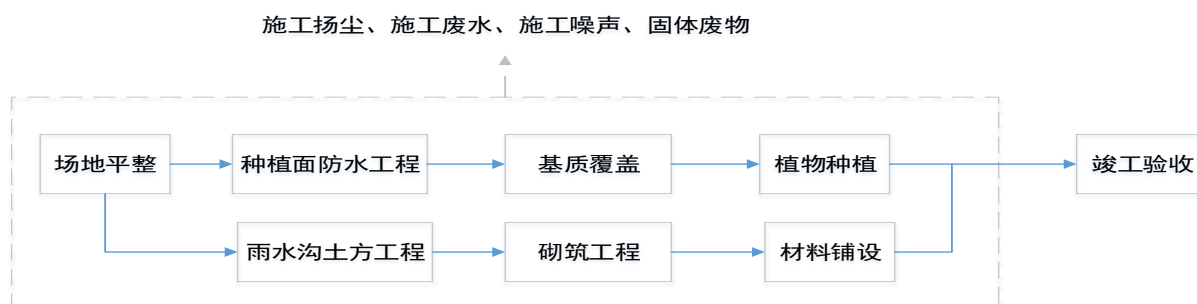 施工扬尘、施工废水、施工噪声、固体废物
场地平整
种植面防水工程
基质覆盖
植物种植
竣工验收
雨水沟土方工程
砌筑工程
材料铺设